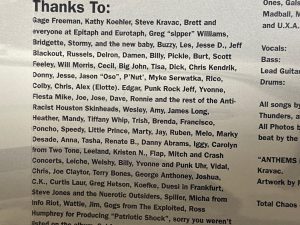 Thanks To:
Gage Freeman, Kathy Koehler, Steve Kravac, Brett and
everyone at Epitaph and Eurotaph, Greg "sipper" Williams,
Bridgette, Stormy, and the new baby, Buzzy, Les, Jesse D., Jeff
Blackout, Russels, Delron, Damen, Billy, Pickle, Burt, Scott
Feeley, Will Morris, Cecil, Big John, Tisa, Dick, Chris Kendrik,
Donny, Jesse, Jason "Oso", P'Nut', Myke Serwatka, Rico,
Colby, Chris, Alex (Elotte). Edgar, Punk Rock Jeff, Yvonne,
Fiesta Mike, Joe, Jose, Dave, Ronnie and the rest of the Anti-
Racist Houston Skinheads, Wesley, Amy, James Long,
Heather, Mandy, Tiffany Whip, Trish, Brenda, Francisco,
Poncho, Speedy, Little Prince, Marty, Jay, Ruben, Melo, Marky
Desade, Anna, Tasha, Renate B., Danny Abrams, Iggy, Carolyn
from Two Tone, Leeland, Kristen N., Flap, Mitch and Crash
Concerts, Leiche, Welshy, Billy, Yvonne and Punk Uhr, Vidal,
Chris, Joe Claytor, Terry Bones, George Anthoney, Joshua,
C.K., Curtis Laur, Greg Hetson, Koefke, Duesi in Frankfurt,
Steve Jones and the Nuerotic Outsiders, Spiller, Micha from
Info Riot, Wattie, Jim, Gogs from The Exploited, Ross
Humphrey for Producing "Patriotic Shock", sorry you weren't
Ones, Gals
Madball, M
and U.X.A.
Vocals:
Bass:
Lead Guitar
Drums:
All songs by
Thunders, a
All Photos
beat by the
"ANTHEMS
Kravac.
Artwork by
Total Chaos